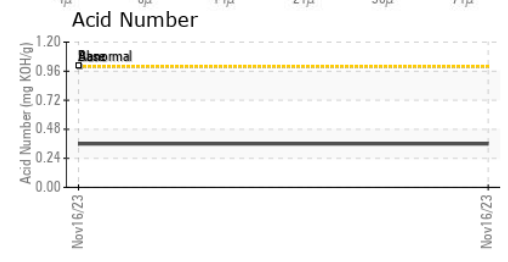 Acid Number
1.20
Abnormal
0.96
0.72
0.48
0.24
0.00
Acid Number (mg KOH/g)
Nov16/23
Nov16/23